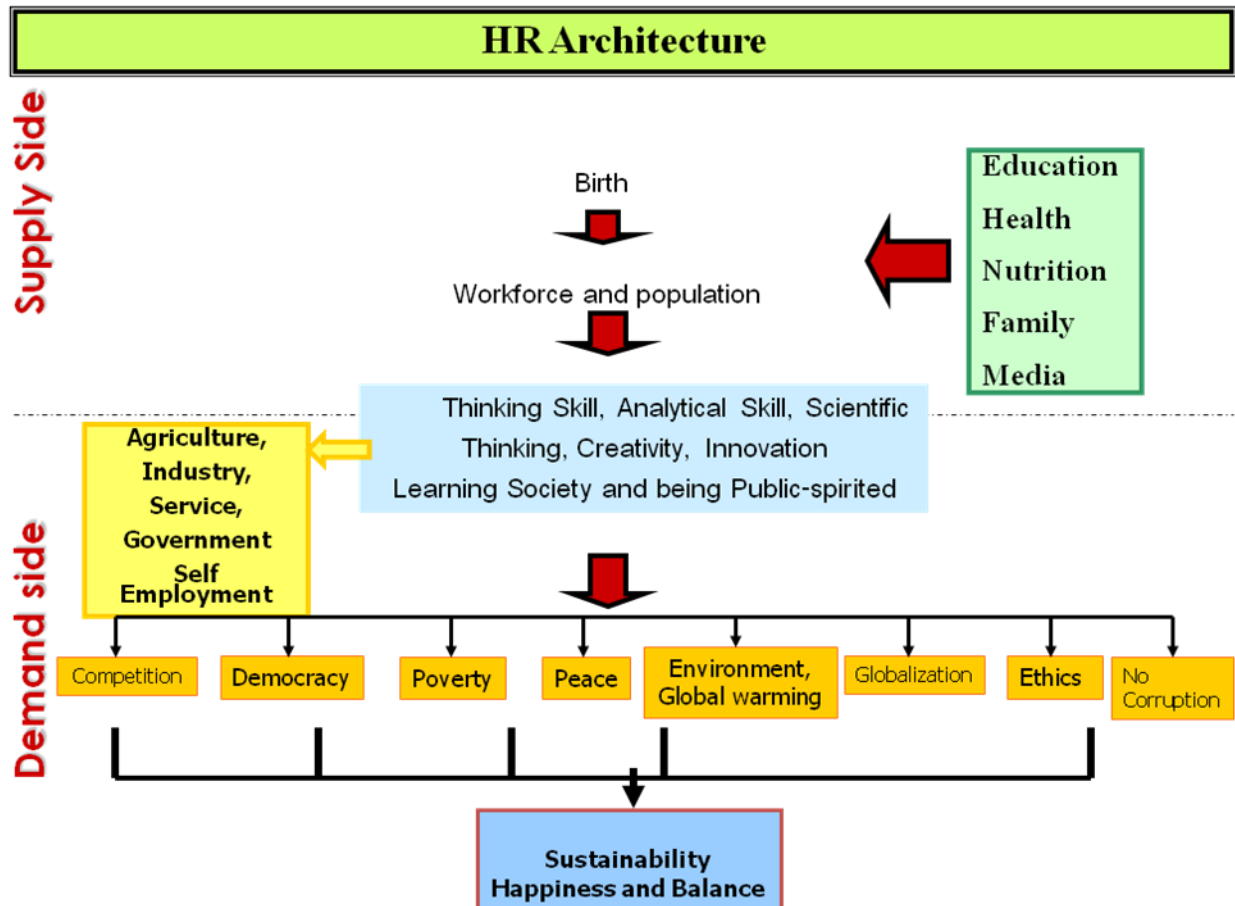 HR Architecture
Supply Side
Birth
Workforce and population
Education
Health
Nutrition
Family
Media
Thinking Skill, Analytical Skill, Scientific
Thinking, Creativity, Innovation
Learning Society and being Public-spirited
Agriculture,
Industry,
Service,
Government
Self
Employment
Demand side
Competition
Democracy
Poverty
Peace
Environment,
Global warming
Globalization
Ethics
No
Corruption
Sustainability
Happiness and Balance